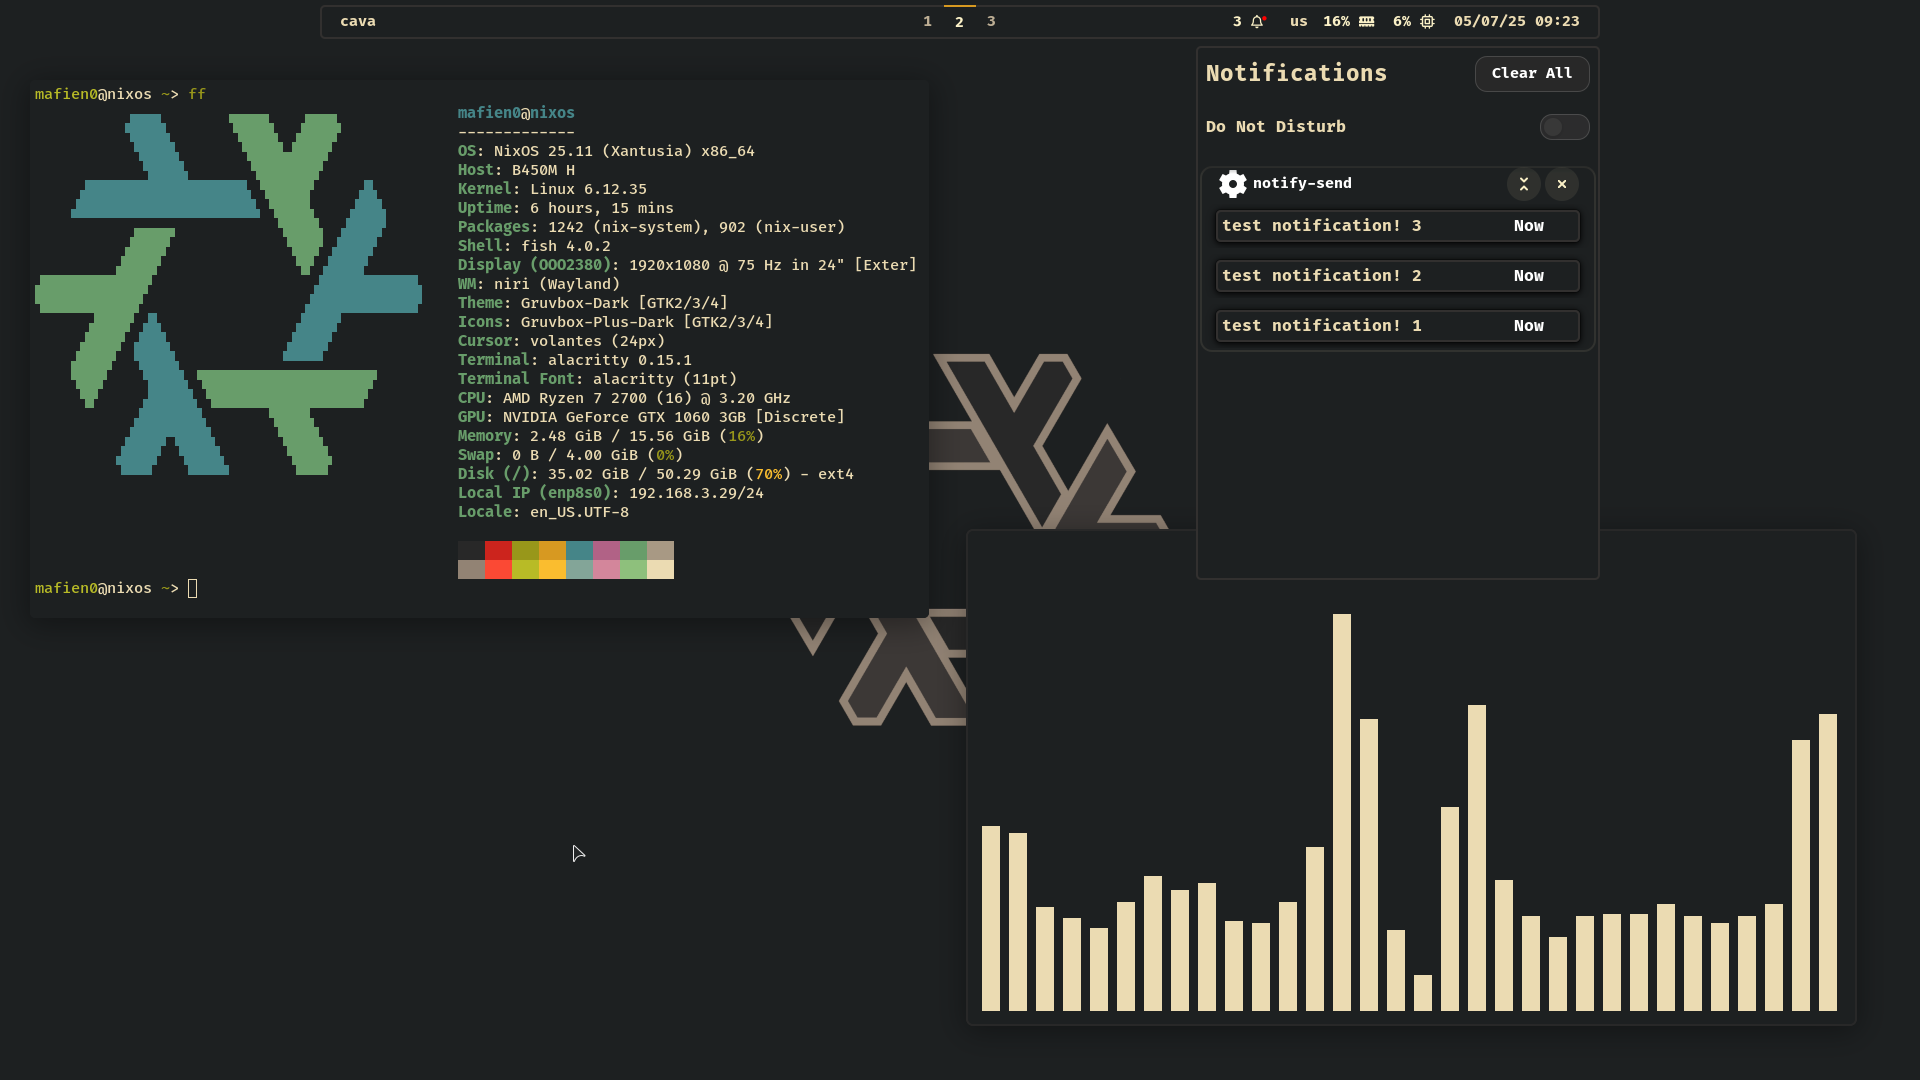 cava 1 2 3 3 us 16% 6% 05/07/25 09:23
mafien0@nixos ~> ff
mafien0@nixos
-------------
OS: NixOS 25.11 (Xantusia) x86_64
Host: B450M H
Kernel: Linux 6.12.35
Uptime: 6 hours, 15 mins
Packages: 1242 (nix-system), 902 (nix-user)
Shell: fish 4.0.2
Display (OOO2380): 1920x1080 @ 75 Hz in 24" [Exter]
WM: niri (Wayland)
Theme: Gruvbox-Dark [GTK2/3/4]
Icons: Gruvbox-Plus-Dark [GTK2/3/4]
Cursor: volantes (24px)
Terminal: alacritty 0.15.1
Terminal Font: alacritty (11pt)
CPU: AMD Ryzen 7 2700 (16) @ 3.20 GHz
GPU: NVIDIA GeForce GTX 1060 3GB [Discrete]
Memory: 2.48 GiB / 15.56 GiB (16%)
Swap: 0 B / 4.00 GiB (0%)
Disk (/): 35.02 GiB / 50.29 GiB (70%) - ext4
Local IP (enp8s0): 192.168.3.29/24
Locale: en_US.UTF-8
mafien0@nixos ~>
Notifications Clear All
Do Not Disturb
notify-send
test notification! 3 Now
test notification! 2 Now
test notification! 1 Now